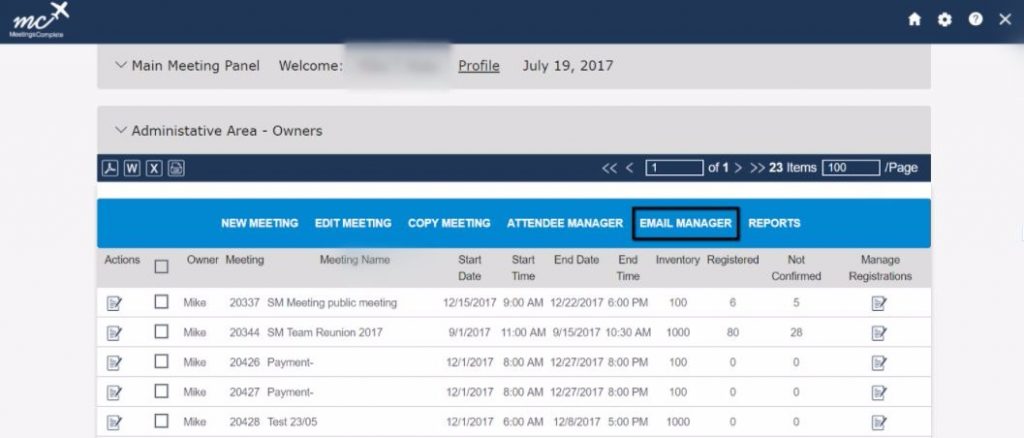 mc
MeetingsComplete
Main Meeting Panel Welcome: Profile July 19, 2017
Administative Area - Owners
W X << < 1 of 1 > >> 23 Items 100 /Page
NEW MEETING EDIT MEETING COPY MEETING ATTENDEE MANAGER EMAIL MANAGER REPORTS
Actions Owner Meeting Meeting Name Start Date Start Time End Date End Time Inventory Registered Not Confirmed Manage Registrations
Mike 20337 SM Meeting public meeting 12/15/2017 9:00 AM 12/22/2017 6:00 PM 100 6 5
Mike 20344 SM Team Reunion 2017 9/1/2017 11:00 AM 9/15/2017 10:30 AM 1000 80 28
Mike 20426 Payment- 12/1/2017 8:00 AM 12/27/2017 8:00 PM 100 0 0
Mike 20427 Payment- 12/1/2017 8:00 AM 12/27/2017 8:00 PM 100 0 0
Mike 20428 Test 23/05 12/1/2017 6:00 AM 12/8/2017 5:00 PM 1000 0 0